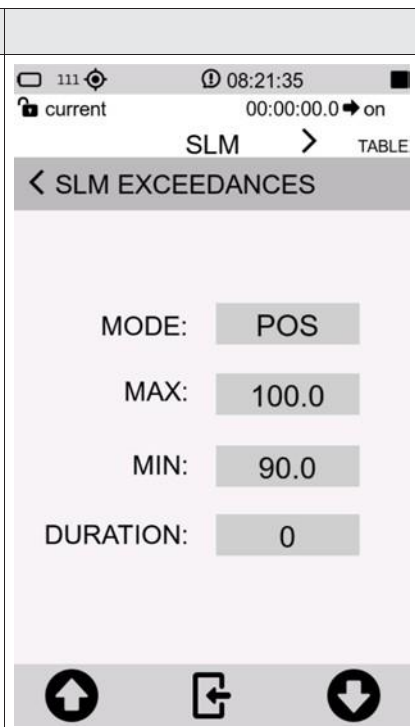 111 08:21:35
current 00:00:00.0 on
SLM > TABLE
< SLM EXCEEDANCES
MODE: POS
MAX: 100.0
MIN: 90.0
DURATION: 0